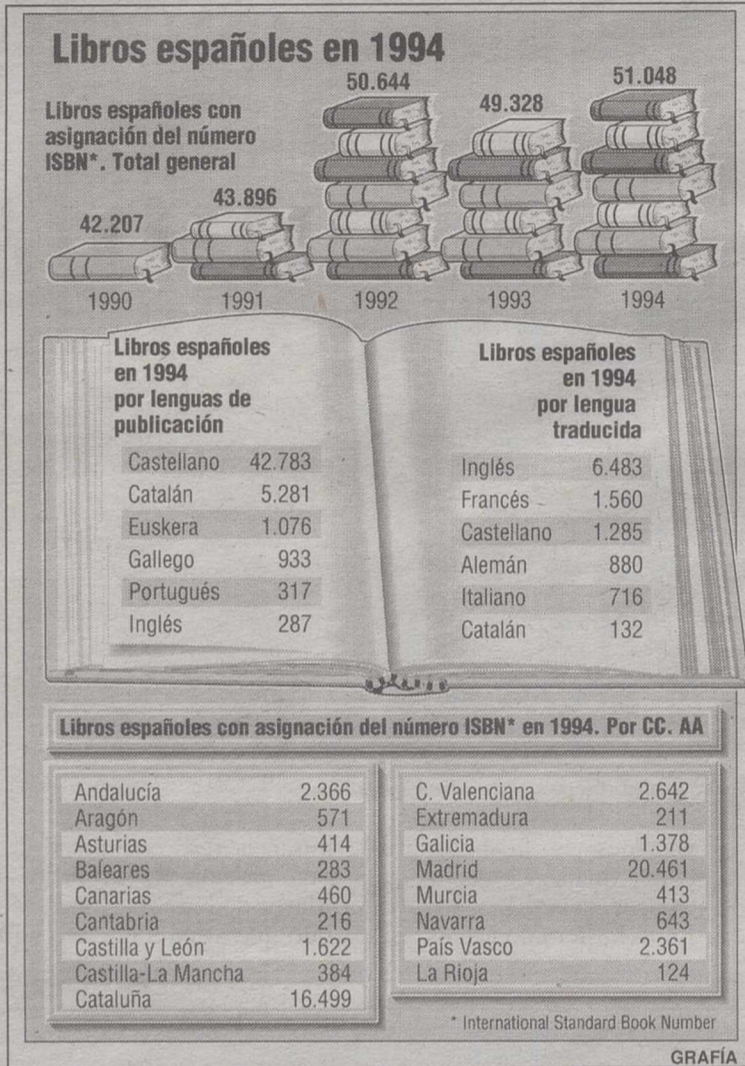 Libros españoles en 1994
Libros españoles con
asignación del número
ISBN*. Total general
42.207
43.896
50.644
49.328
51.048
1990
1991
1992
1993
1994
Libros españoles
en 1994
por lenguas de
publicación
Castellano 42.783
Catalán 5.281
Euskera 1.076
Gallego 933
Portugués 317
Inglés 287
Libros españoles
en 1994
por lengua
traducida
Inglés 6.483
Francés 1.560
Castellano 1.285
Alemán 880
Italiano 716
Catalán 132
Libros españoles con asignación del número ISBN* en 1994. Por CC. AA
Andalucía 2.366
Aragón 571
Asturias 414
Baleares 283
Canarias 460
Cantabria 216
Castilla y León 1.622
Castilla-La Mancha 384
Cataluña 16.499
C. Valenciana 2.642
Extremadura 211
Galicia 1.378
Madrid 20.461
Murcia 413
Navarra 643
País Vasco 2.361
La Rioja 124
* International Standard Book Number
GRAFÍA